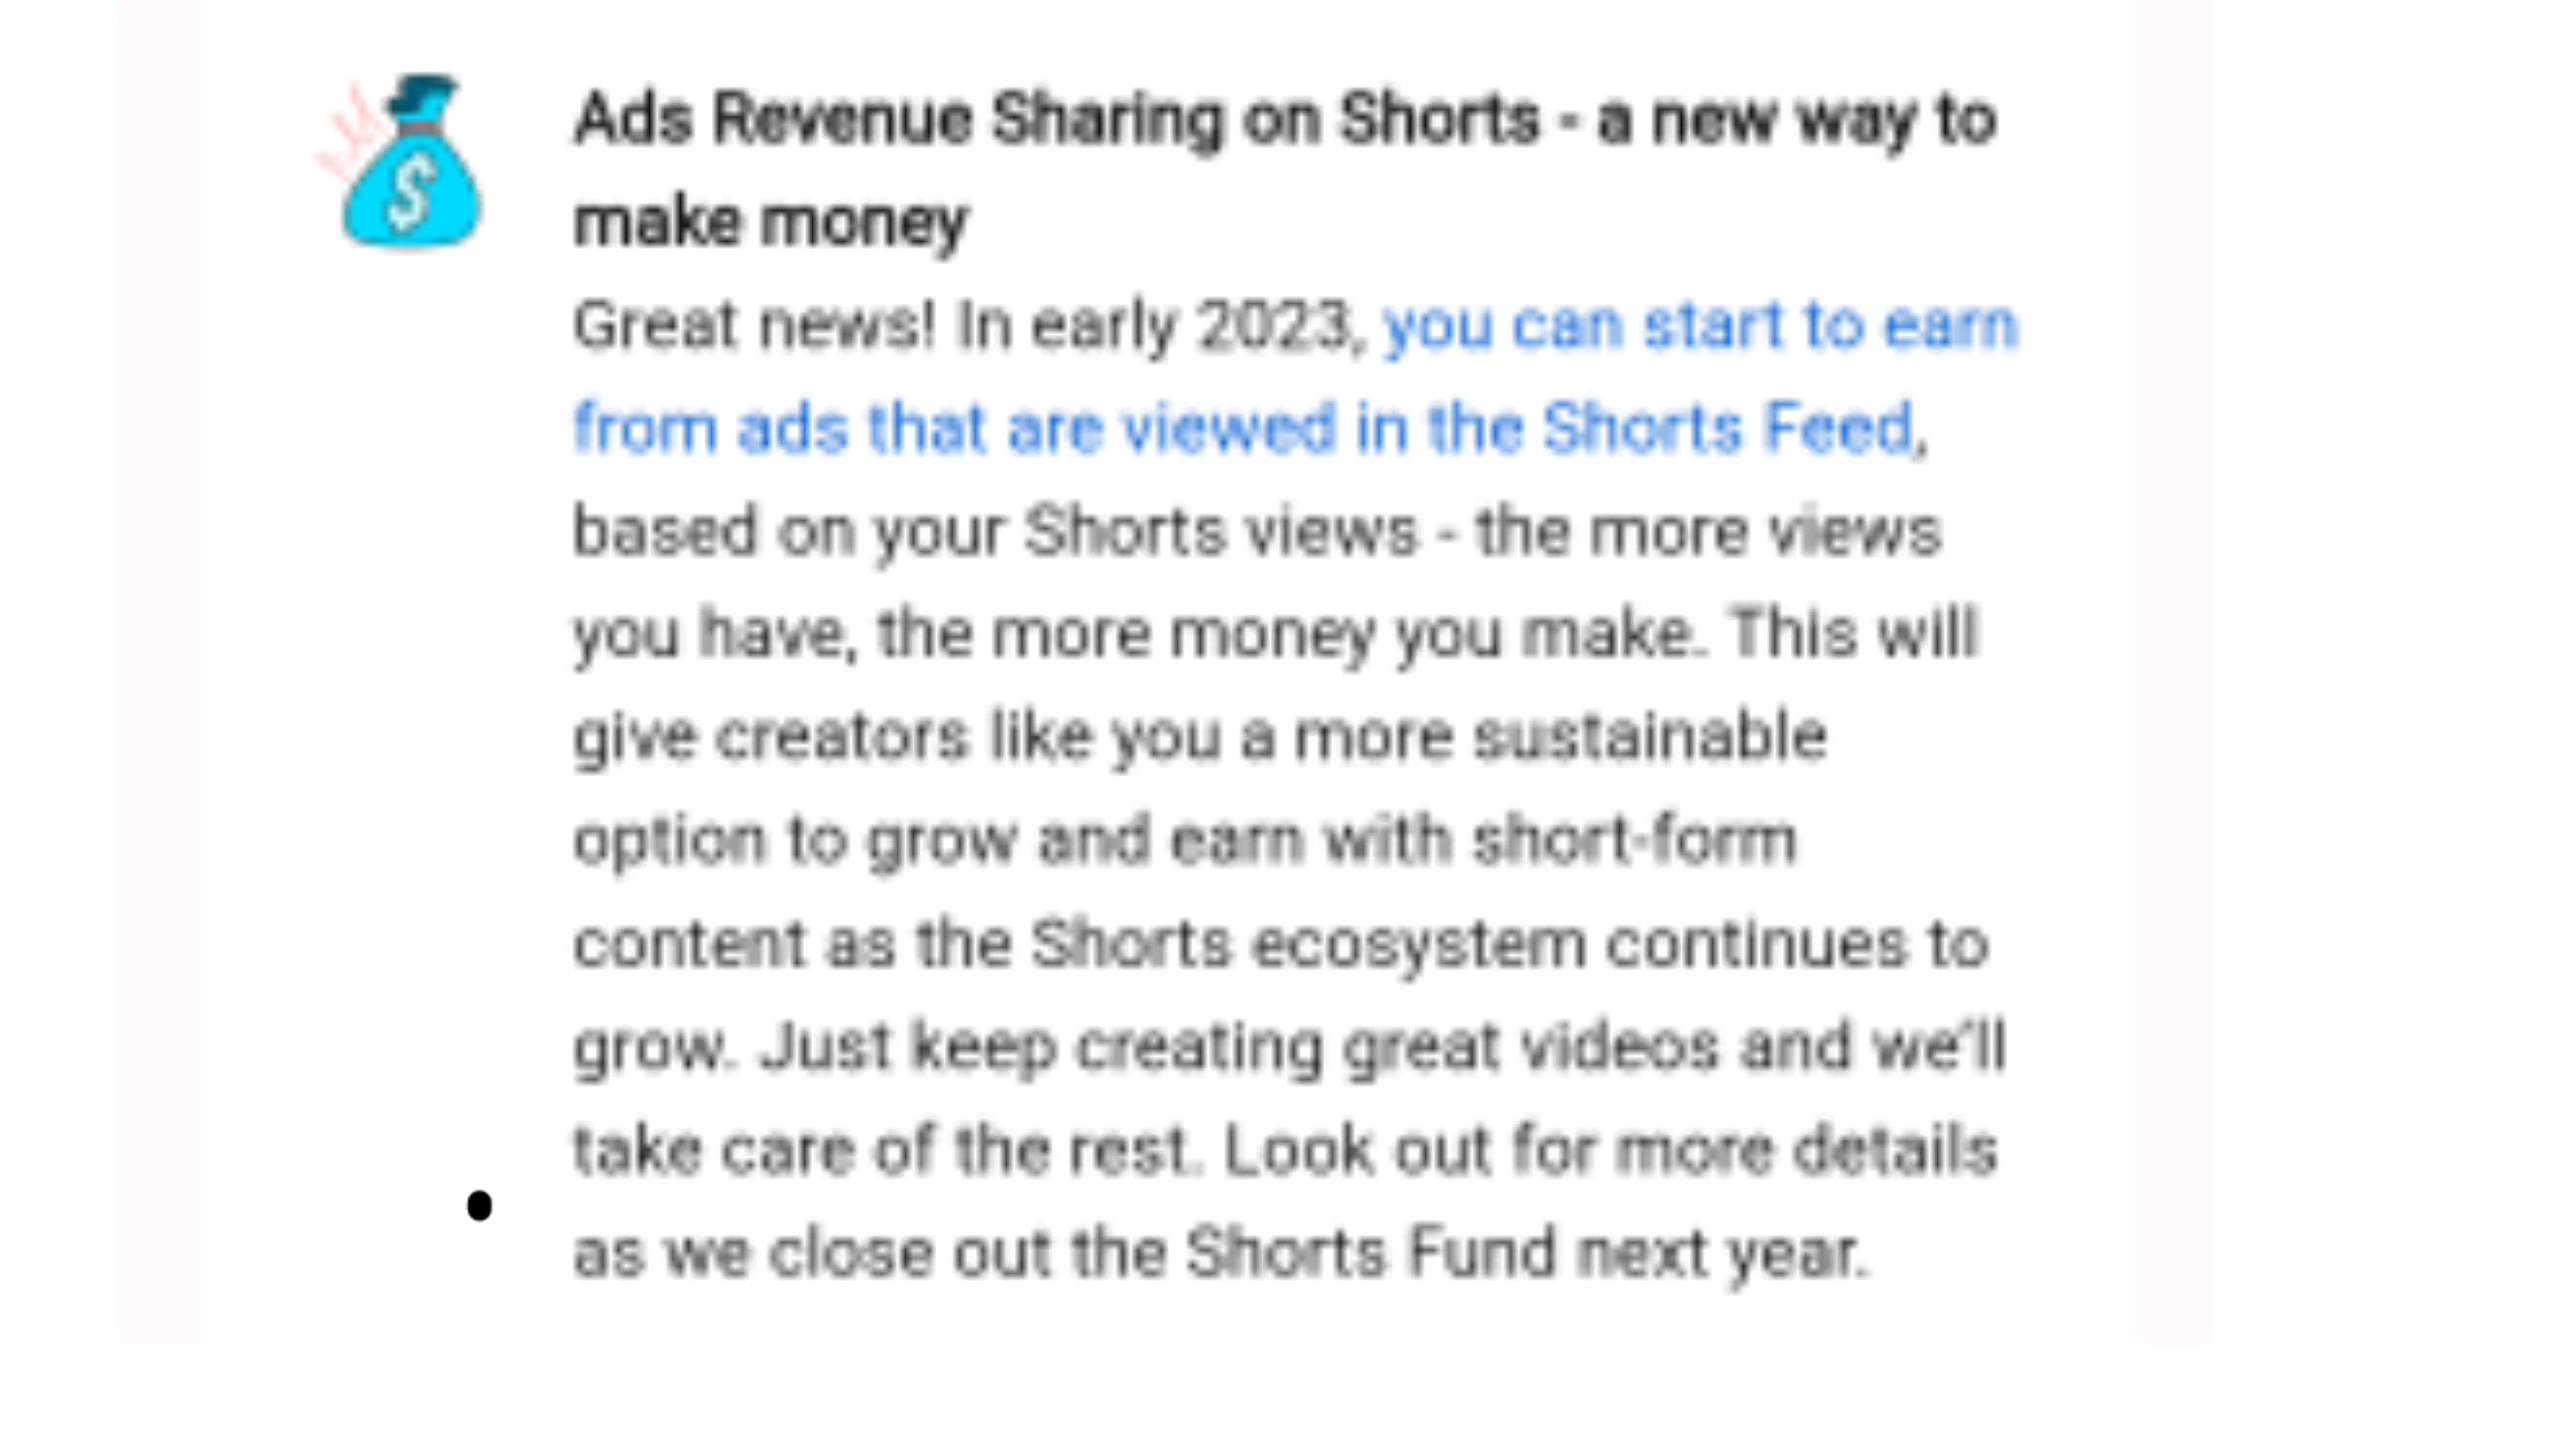 Ads Revenue Sharing on Shorts - a new way to
make money
Great news! In early 2023, you can start to earn
from ads that are viewed in the Shorts Feed,
based on your Shorts views - the more views
you have, the more money you make. This will
give creators like you a more sustainable
option to grow and earn with short-form
content as the Shorts ecosystem continues to
grow. Just keep creating great videos and we'll
take care of the rest. Look out for more details
as we close out the Shorts Fund next year.